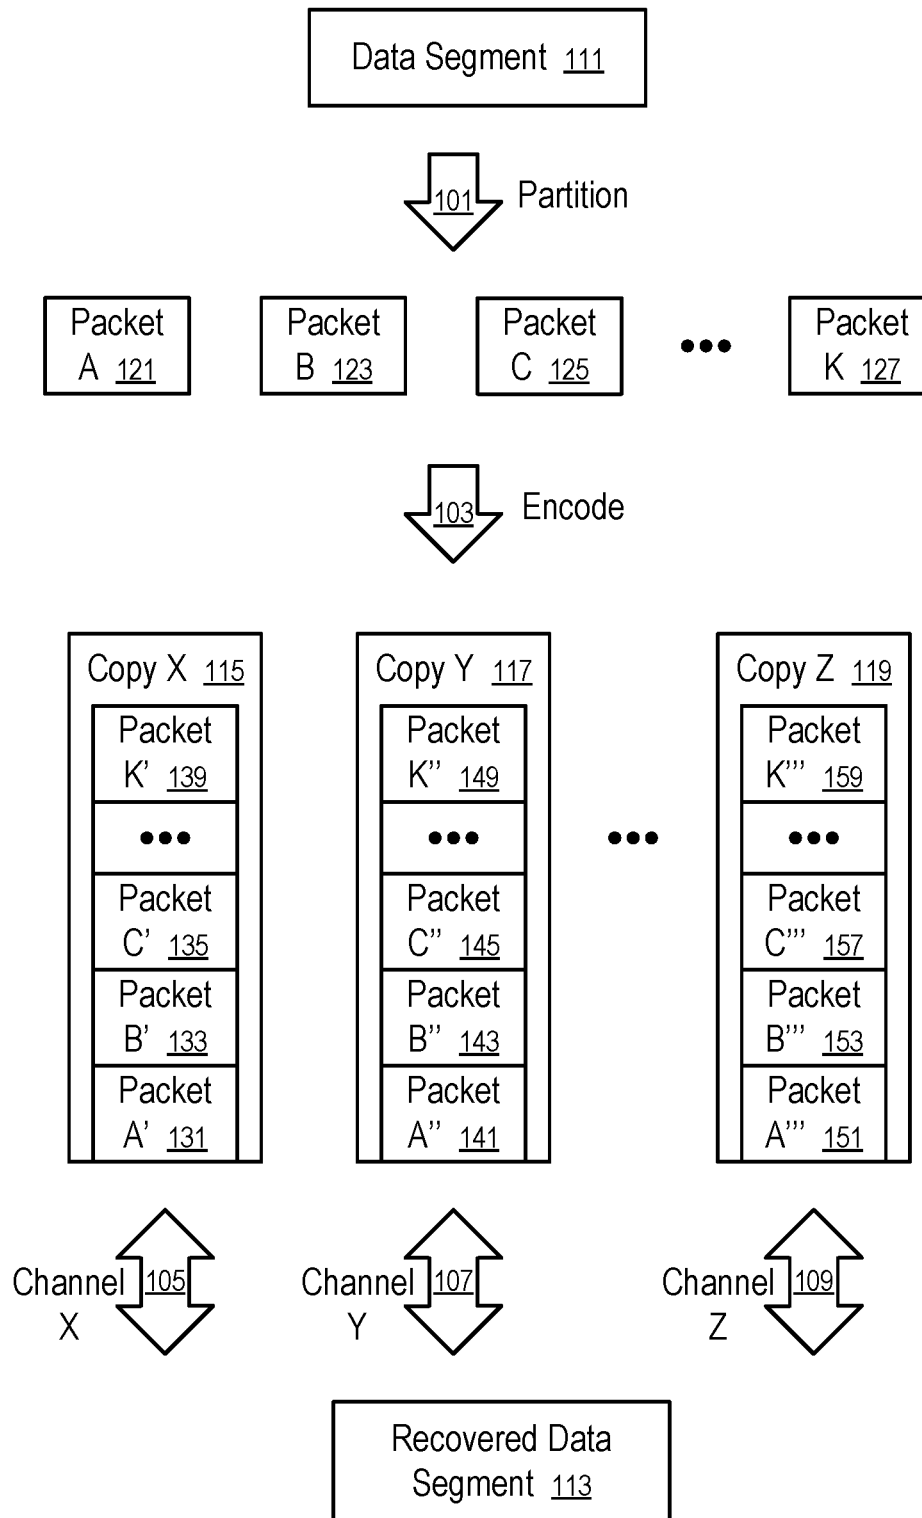 Data Segment 111
101 Partition
Packet
A 121
Packet
B 123
Packet
C 125
•••
Packet
K 127
103 Encode
Copy X 115
Packet
K' 139
•••
Packet
C' 135
Packet
B' 133
Packet
A' 131
Copy Y 117
Packet
K'' 149
•••
Packet
C'' 145
Packet
B'' 143
Packet
A'' 141
•••
Copy Z 119
Packet
K''' 159
•••
Packet
C''' 157
Packet
B''' 153
Packet
A''' 151
Channel 105
X
Channel 107
Y
Channel 109
Z
Recovered Data
Segment 113